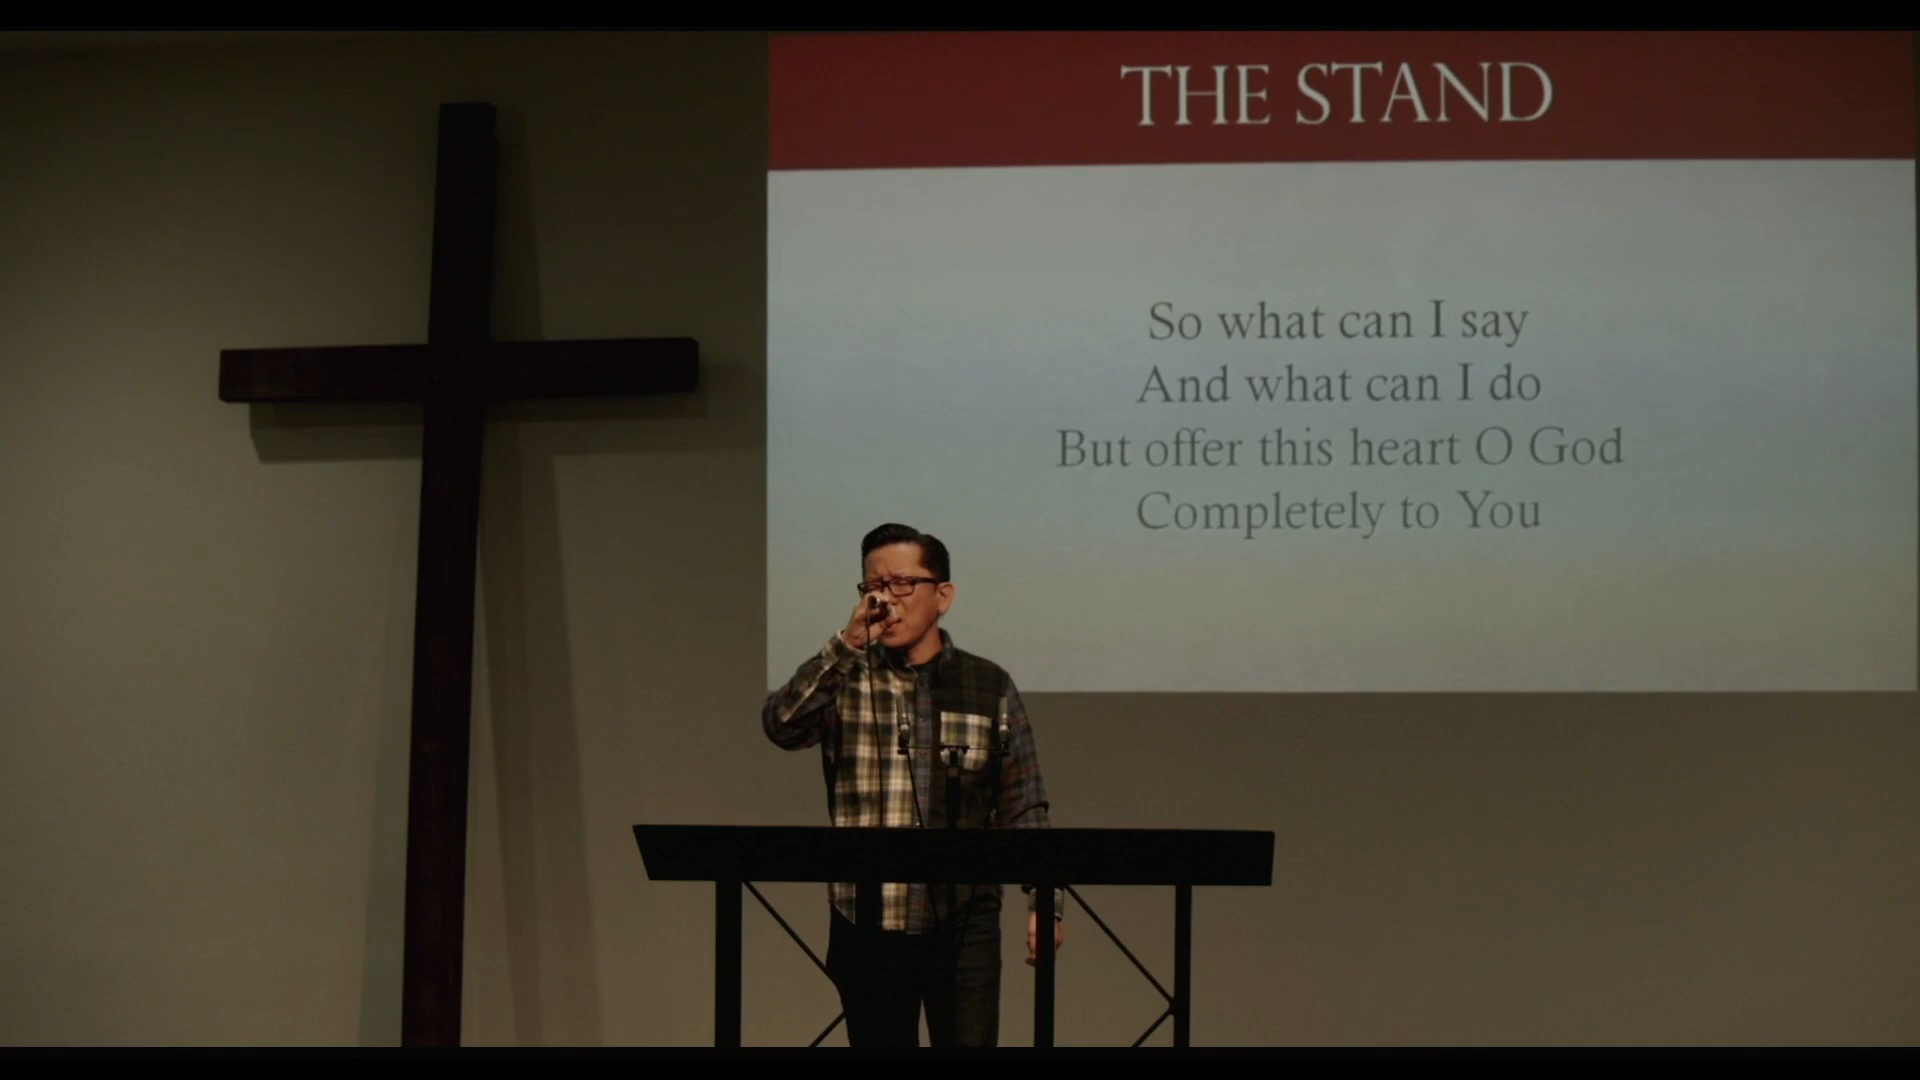 THE STAND
So what can I say
And what can I do
But offer this heart O God
Completely to You